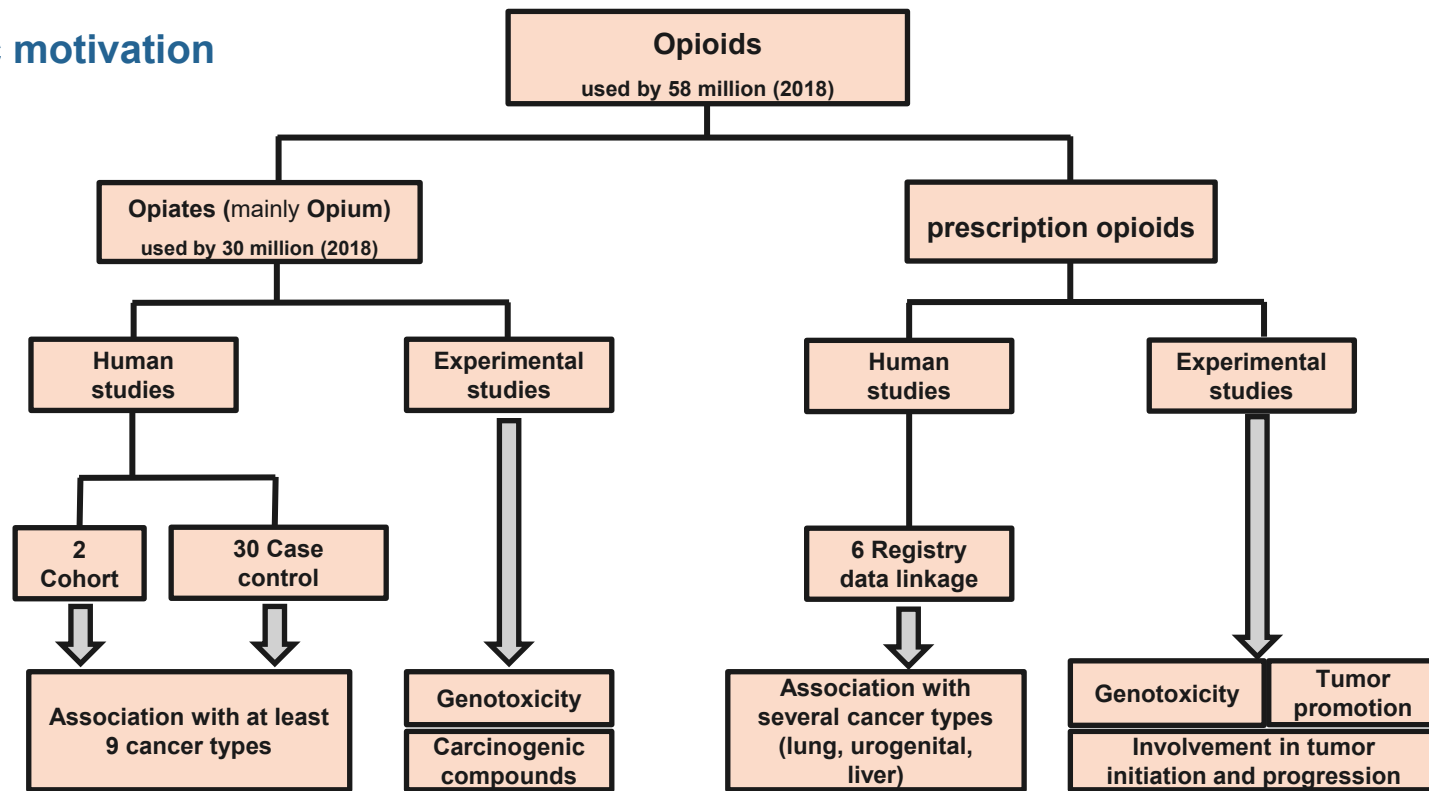 motivation
Opioids
used by 58 million (2018)
Opiates (mainly Opium)
used by 30 million (2018)
prescription opioids
Human
studies
Experimental
studies
Human
studies
Experimental
studies
2
Cohort
30 Case
control
6 Registry
data linkage
Association with at least
9 cancer types
Genotoxicity
Carcinogenic
compounds
Association with
several cancer types
(lung, urogenital,
liver)
Genotoxicity
Tumor
promotion
Involvement in tumor
initiation and progression